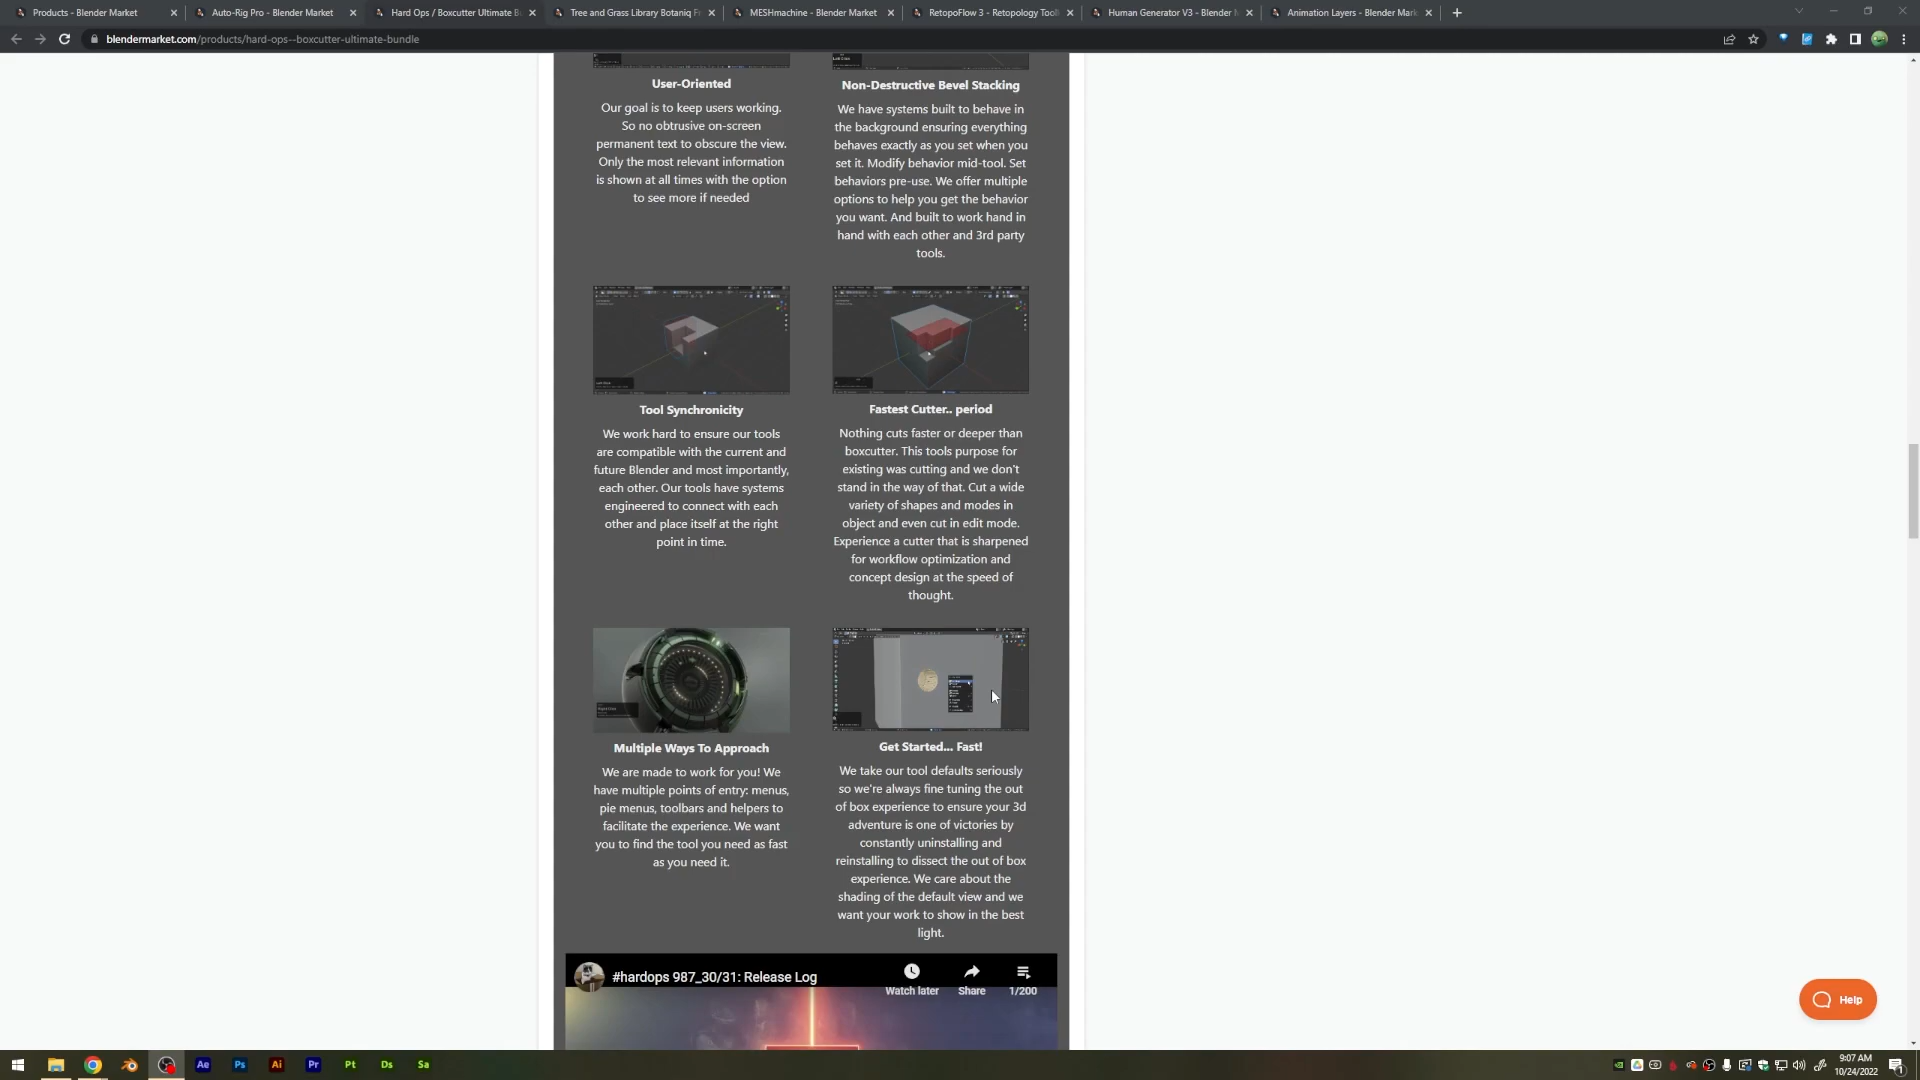 Products - Blender Market
Auto-Rig Pro - Blender Market
Hard Ops / Boxcutter Ultimate B
Tree and Grass Library Botaniq F
MESHmachine - Blender Market
RetopoFlow 3 - Retopology Tool
Human Generator V3 - Blender
Animation Layers - Blender Mark
blendermarket.com/products/hard-ops--boxcutter-ultimate-bundle
User-Oriented
Our goal is to keep users working.
So no obtrusive on-screen
permanent text to obscure the view.
Only the most relevant information
is shown at all times with the option
to see more if needed
Non-Destructive Bevel Stacking
We have systems built to behave in
the background ensuring everything
behaves exactly as you set when you
set it. Modify behavior mid-tool. Set
behaviors pre-use. We offer multiple
options to help you get the behavior
you want. And built to work hand in
hand with each other and 3rd party
tools.
Tool Synchronicity
We work hard to ensure our tools
are compatible with the current and
future Blender and most importantly,
each other. Our tools have systems
engineered to connect with each
other and place itself at the right
point in time.
Fastest Cutter.. period
Nothing cuts faster or deeper than
boxcutter. This tools purpose for
existing was cutting and we don't
stand in the way of that. Cut a wide
variety of shapes and modes in
object and even cut in edit mode.
Experience a cutter that is sharpened
for workflow optimization and
concept design at the speed of
thought.
Multiple Ways To Approach
We are made to work for you! We
have multiple points of entry: menus,
pie menus, toolbars and helpers to
facilitate the experience. We want
you to find the tool you need as fast
as you need it.
Get Started... Fast!
We take our tool defaults seriously
so we're always fine tuning the out
of box experience to ensure your 3d
adventure is one of victories by
constantly uninstalling and
reinstalling to dissect the out of box
experience. We care about the
shading of the default view and we
want your work to show in the best
light.
#hardops 987_30/31: Release Log
Watch later
Share
1/200
Help
Ae
Ps
Ai
Pr
Pt
Ds
Sa
9:07 AM
10/24/2022